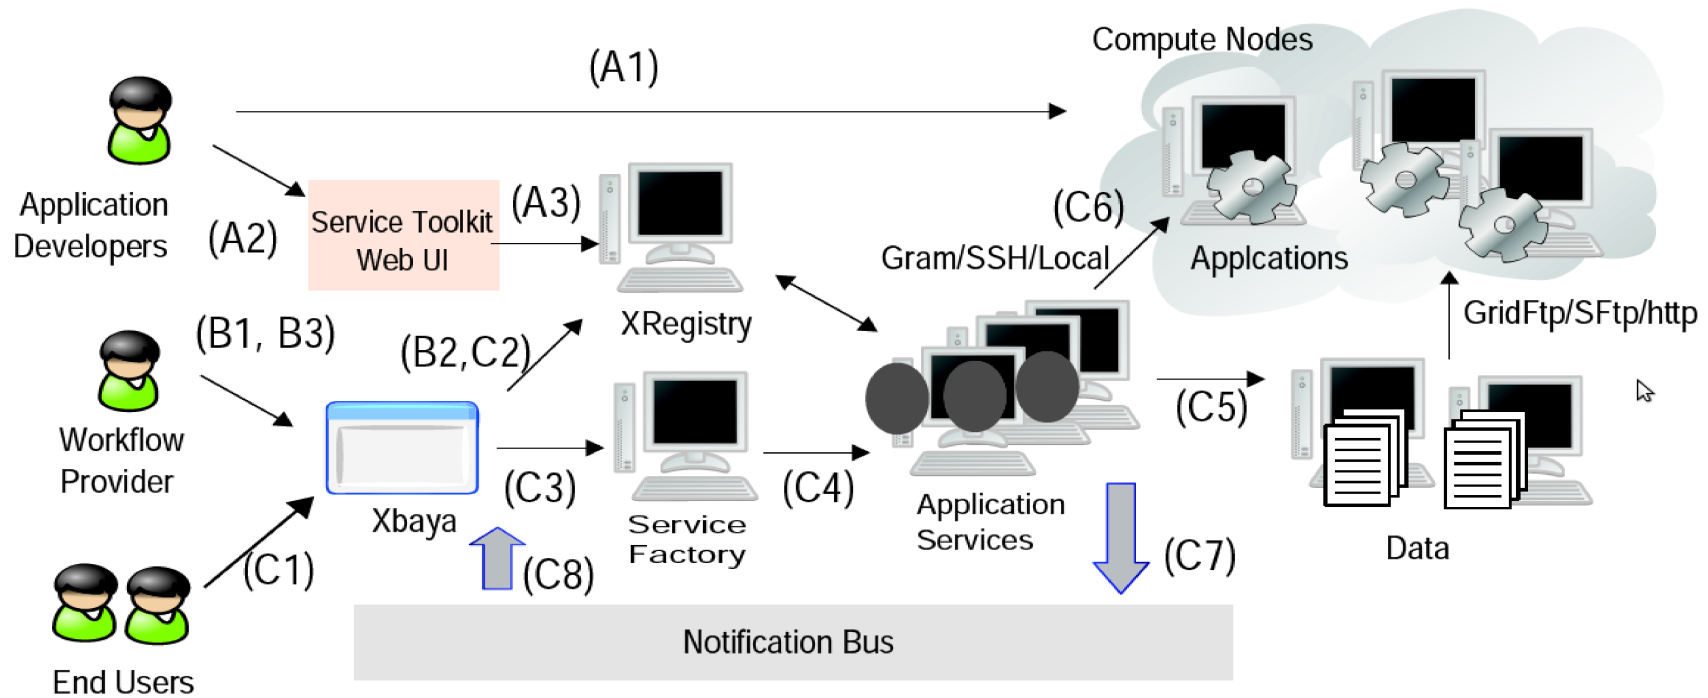 Compute Nodes
(A1)
Application
Developers
(A2)
Service Toolkit
Web UI
(A3)
XRegistry
(C6)
Gram/SSH/Local
Applcations
GridFtp/SFtp/http
(B1, B3)
Workflow
Provider
(B2,C2)
Xbaya
(C3)
Service
Factory
(C4)
Application
Services
(C5)
Data
(C1)
End Users
(C8)
(C7)
Notification Bus